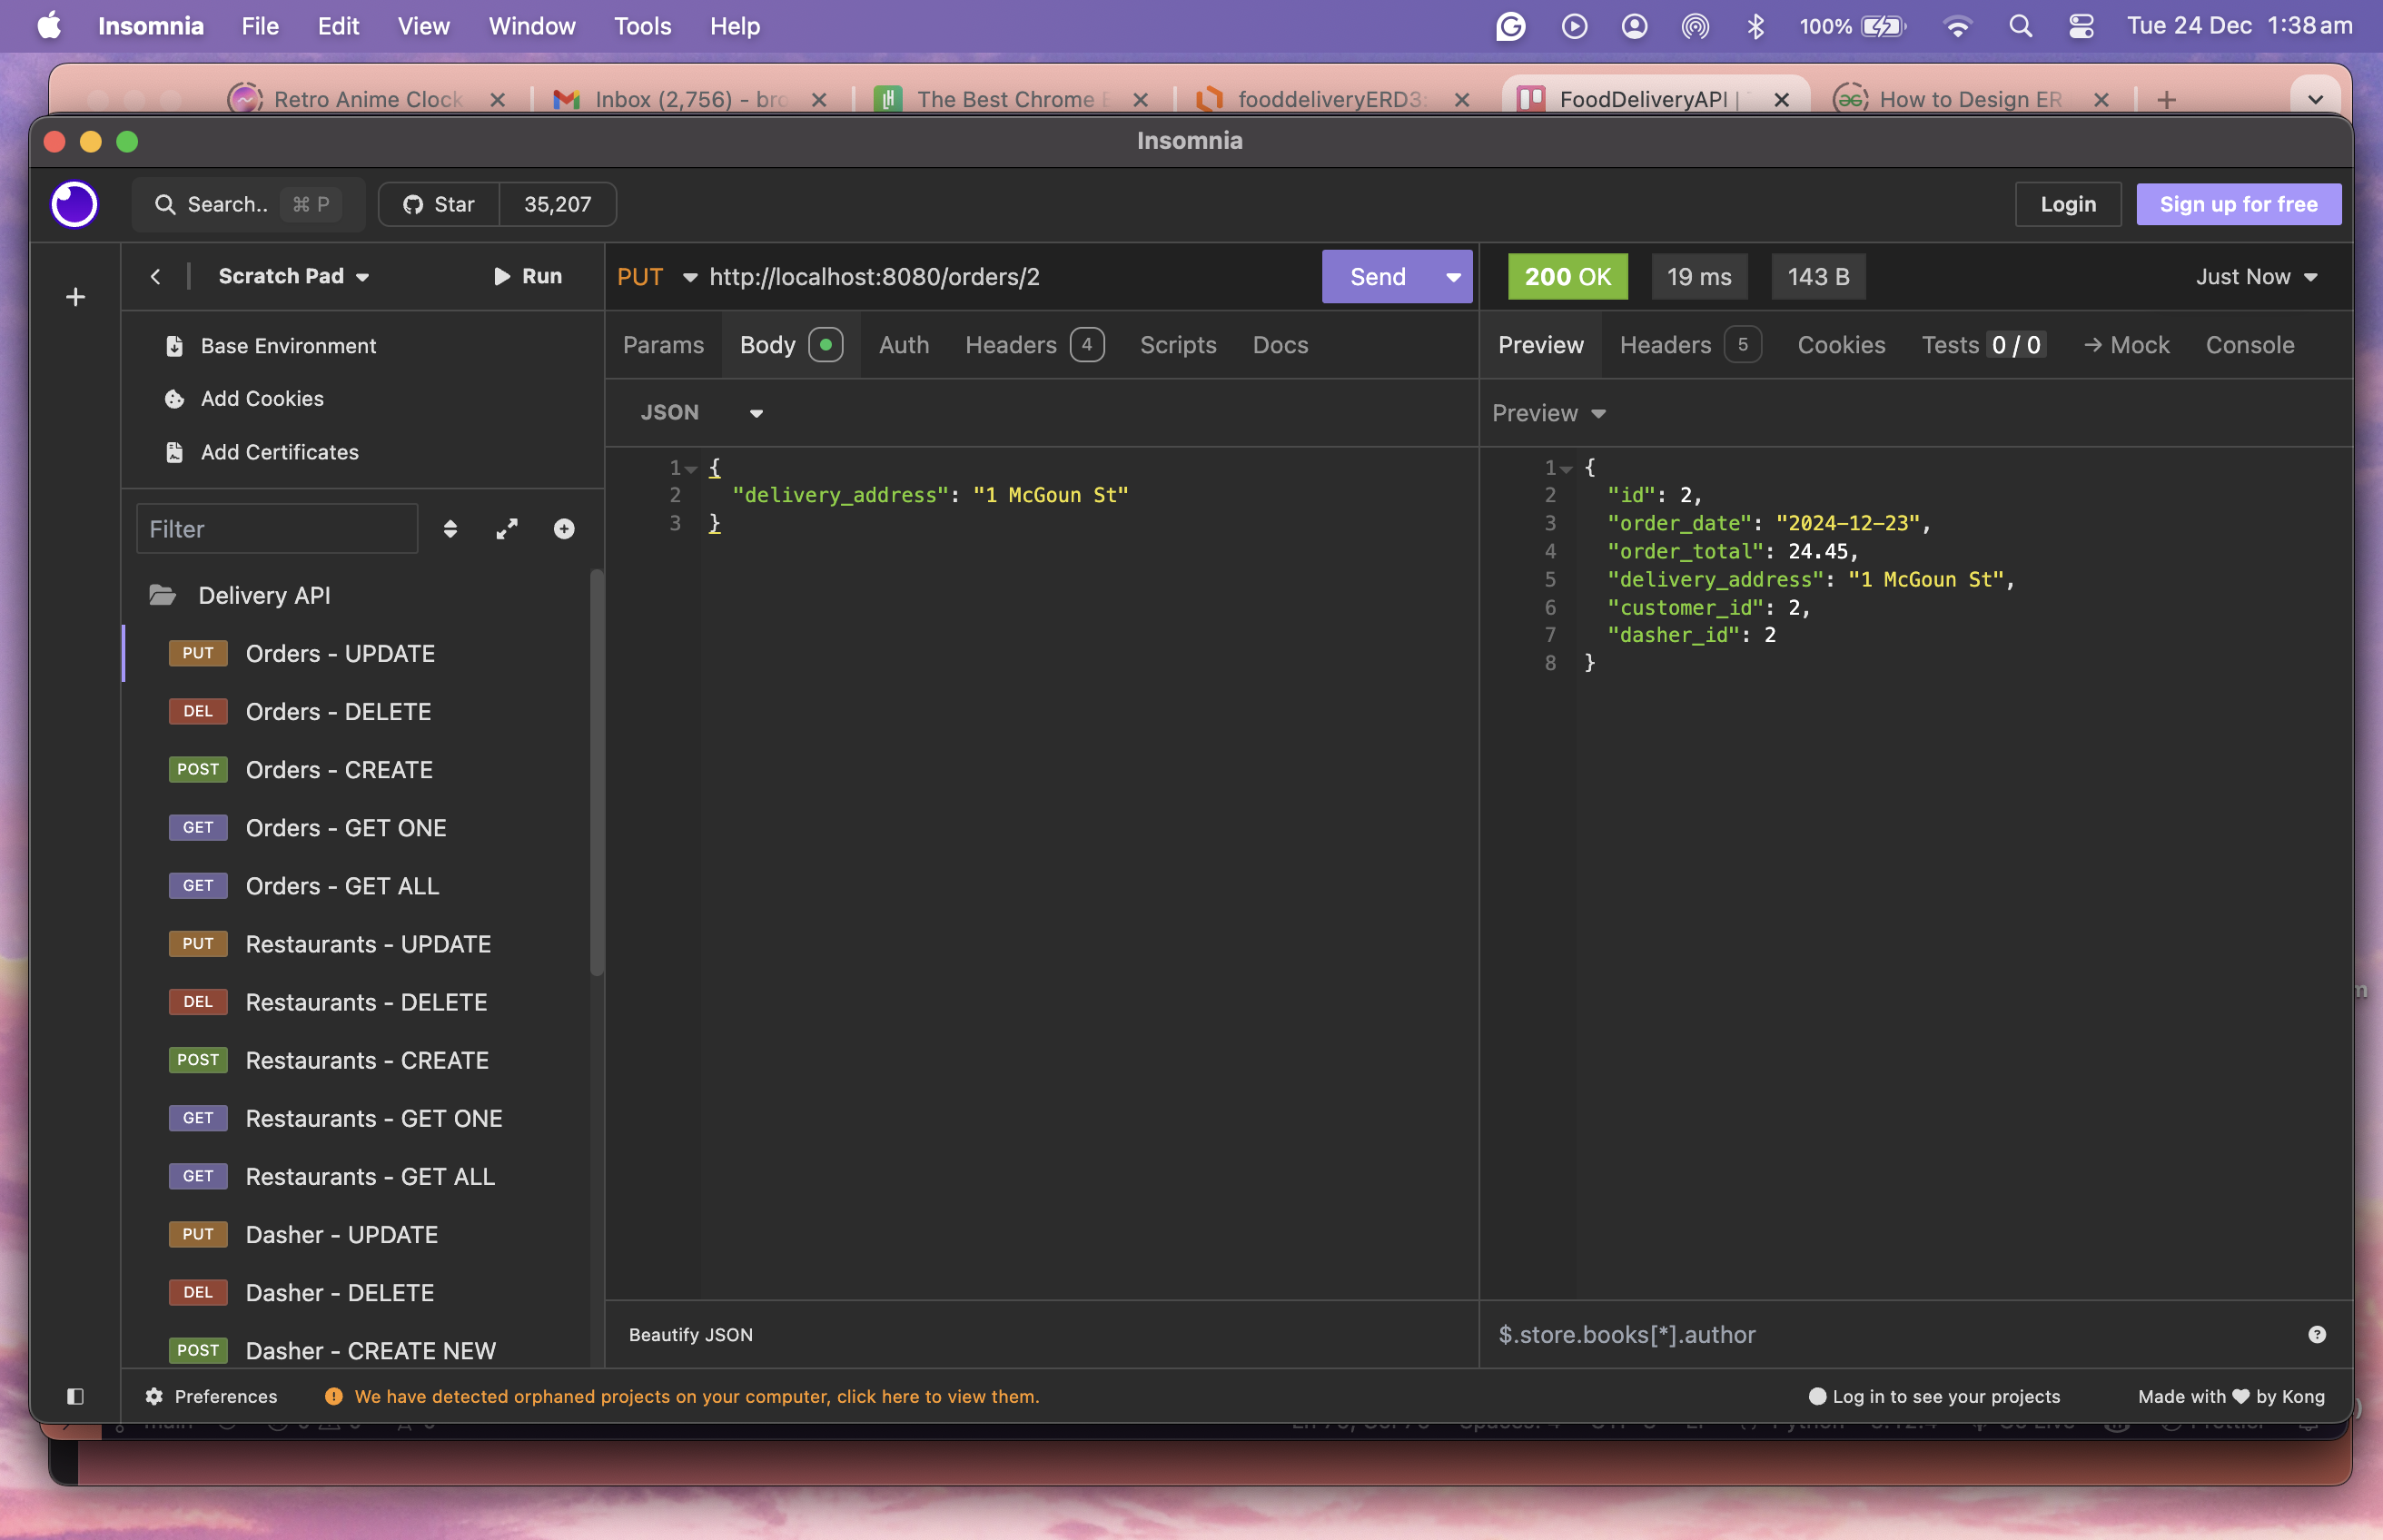 Insomnia File Edit View Window Tools Help 100% Tue 24 Dec 1:38 am
Retro Anime Clock Inbox (2,756) - bro The Best Chrome E fooddeliveryERD3: FoodDeliveryAPI | How to Design ER
Insomnia
Search.. ⌘ P Star 35,207 Login Sign up for free
Scratch Pad Run PUT http://localhost:8080/orders/2 Send 200 OK 19 ms 143 B Just Now
Base Environment
Add Cookies
Add Certificates
Filter
Delivery API
PUT Orders - UPDATE
DEL Orders - DELETE
POST Orders - CREATE
GET Orders - GET ONE
GET Orders - GET ALL
PUT Restaurants - UPDATE
DEL Restaurants - DELETE
POST Restaurants - CREATE
GET Restaurants - GET ONE
GET Restaurants - GET ALL
PUT Dasher - UPDATE
DEL Dasher - DELETE
POST Dasher - CREATE NEW
Params Body Auth Headers 4 Scripts Docs
JSON
1 {
2 "delivery_address": "1 McGoun St"
3 }
Beautify JSON
Preview Headers 5 Cookies Tests 0 / 0 → Mock Console
Preview
1 {
2 "id": 2,
3 "order_date": "2024-12-23",
4 "order_total": 24.45,
5 "delivery_address": "1 McGoun St",
6 "customer_id": 2,
7 "dasher_id": 2
8 }
$.store.books[*].author
Preferences We have detected orphaned projects on your computer, click here to view them. Log in to see your projects Made with ♥ by Kong